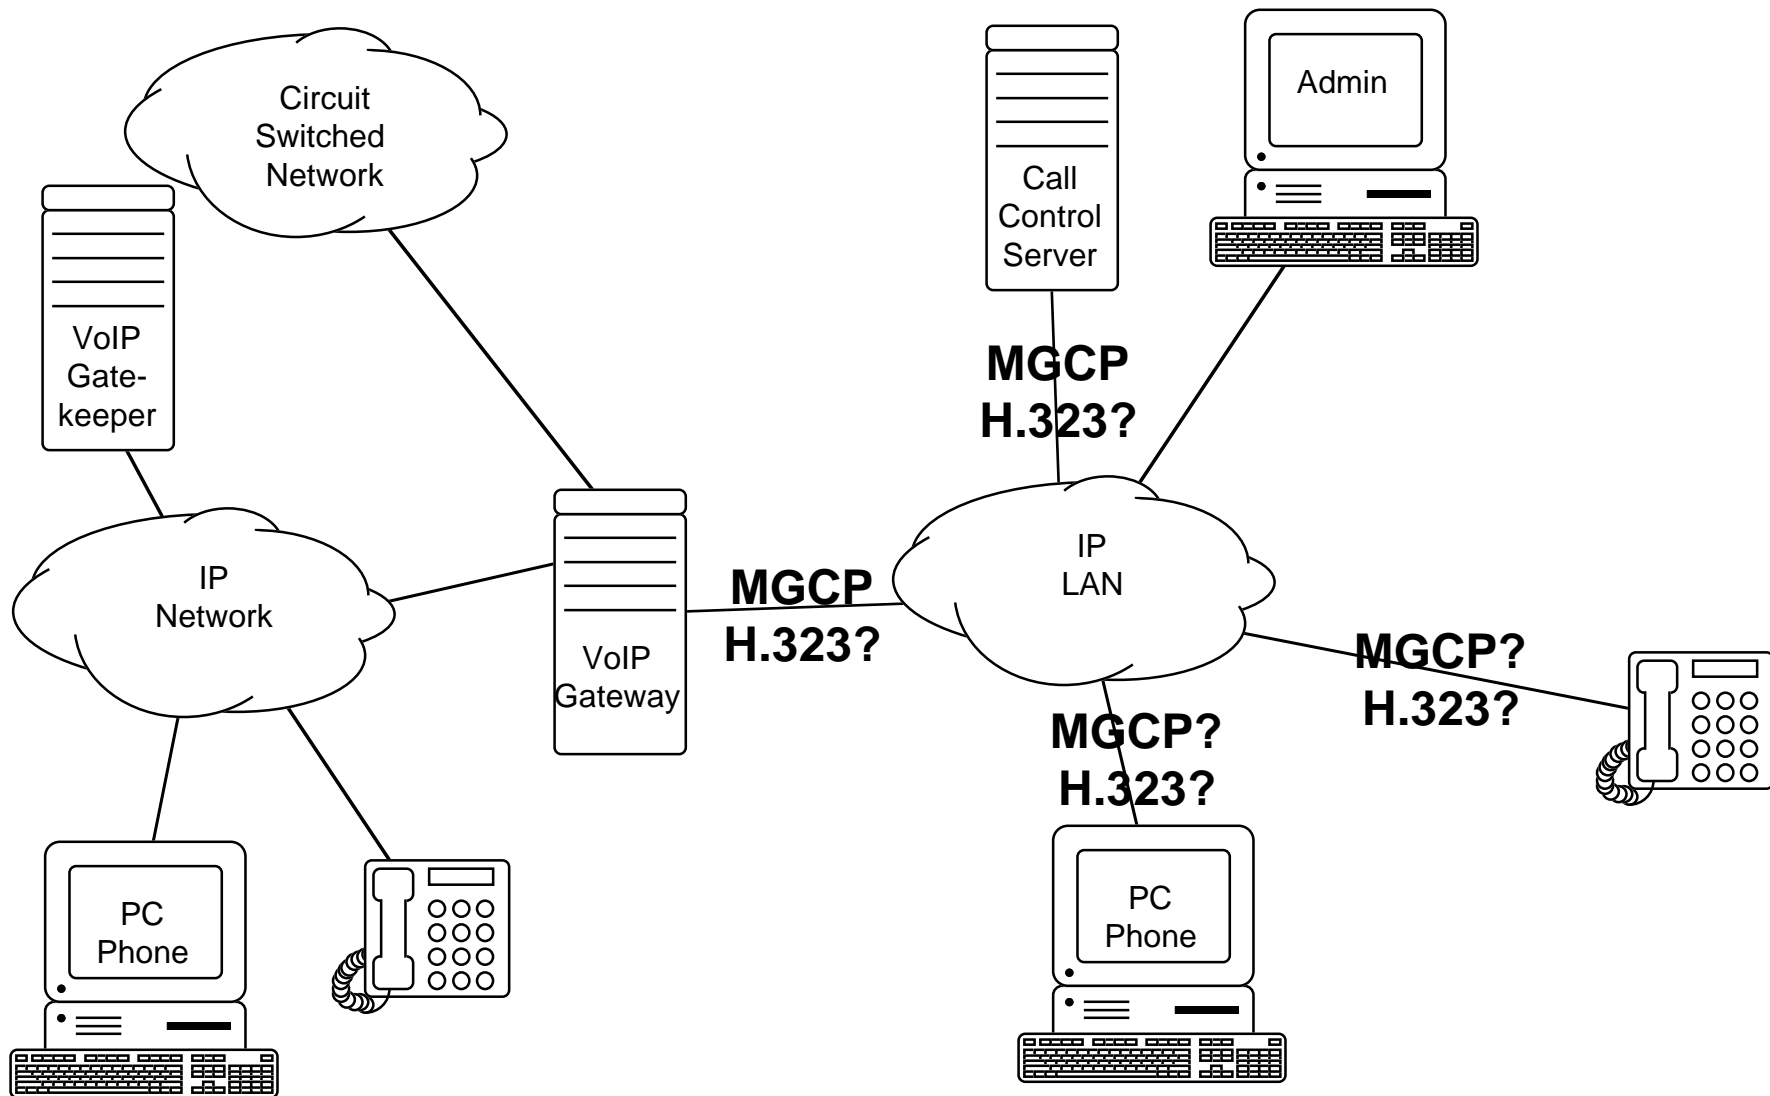 Circuit
Switched
Network
Admin
Call
Control
Server
VoIP
Gate-
keeper
MGCP
H.323?
IP
Network
VoIP
Gateway
MGCP
H.323?
IP
LAN
MGCP?
H.323?
MGCP?
H.323?
PC
Phone
PC
Phone